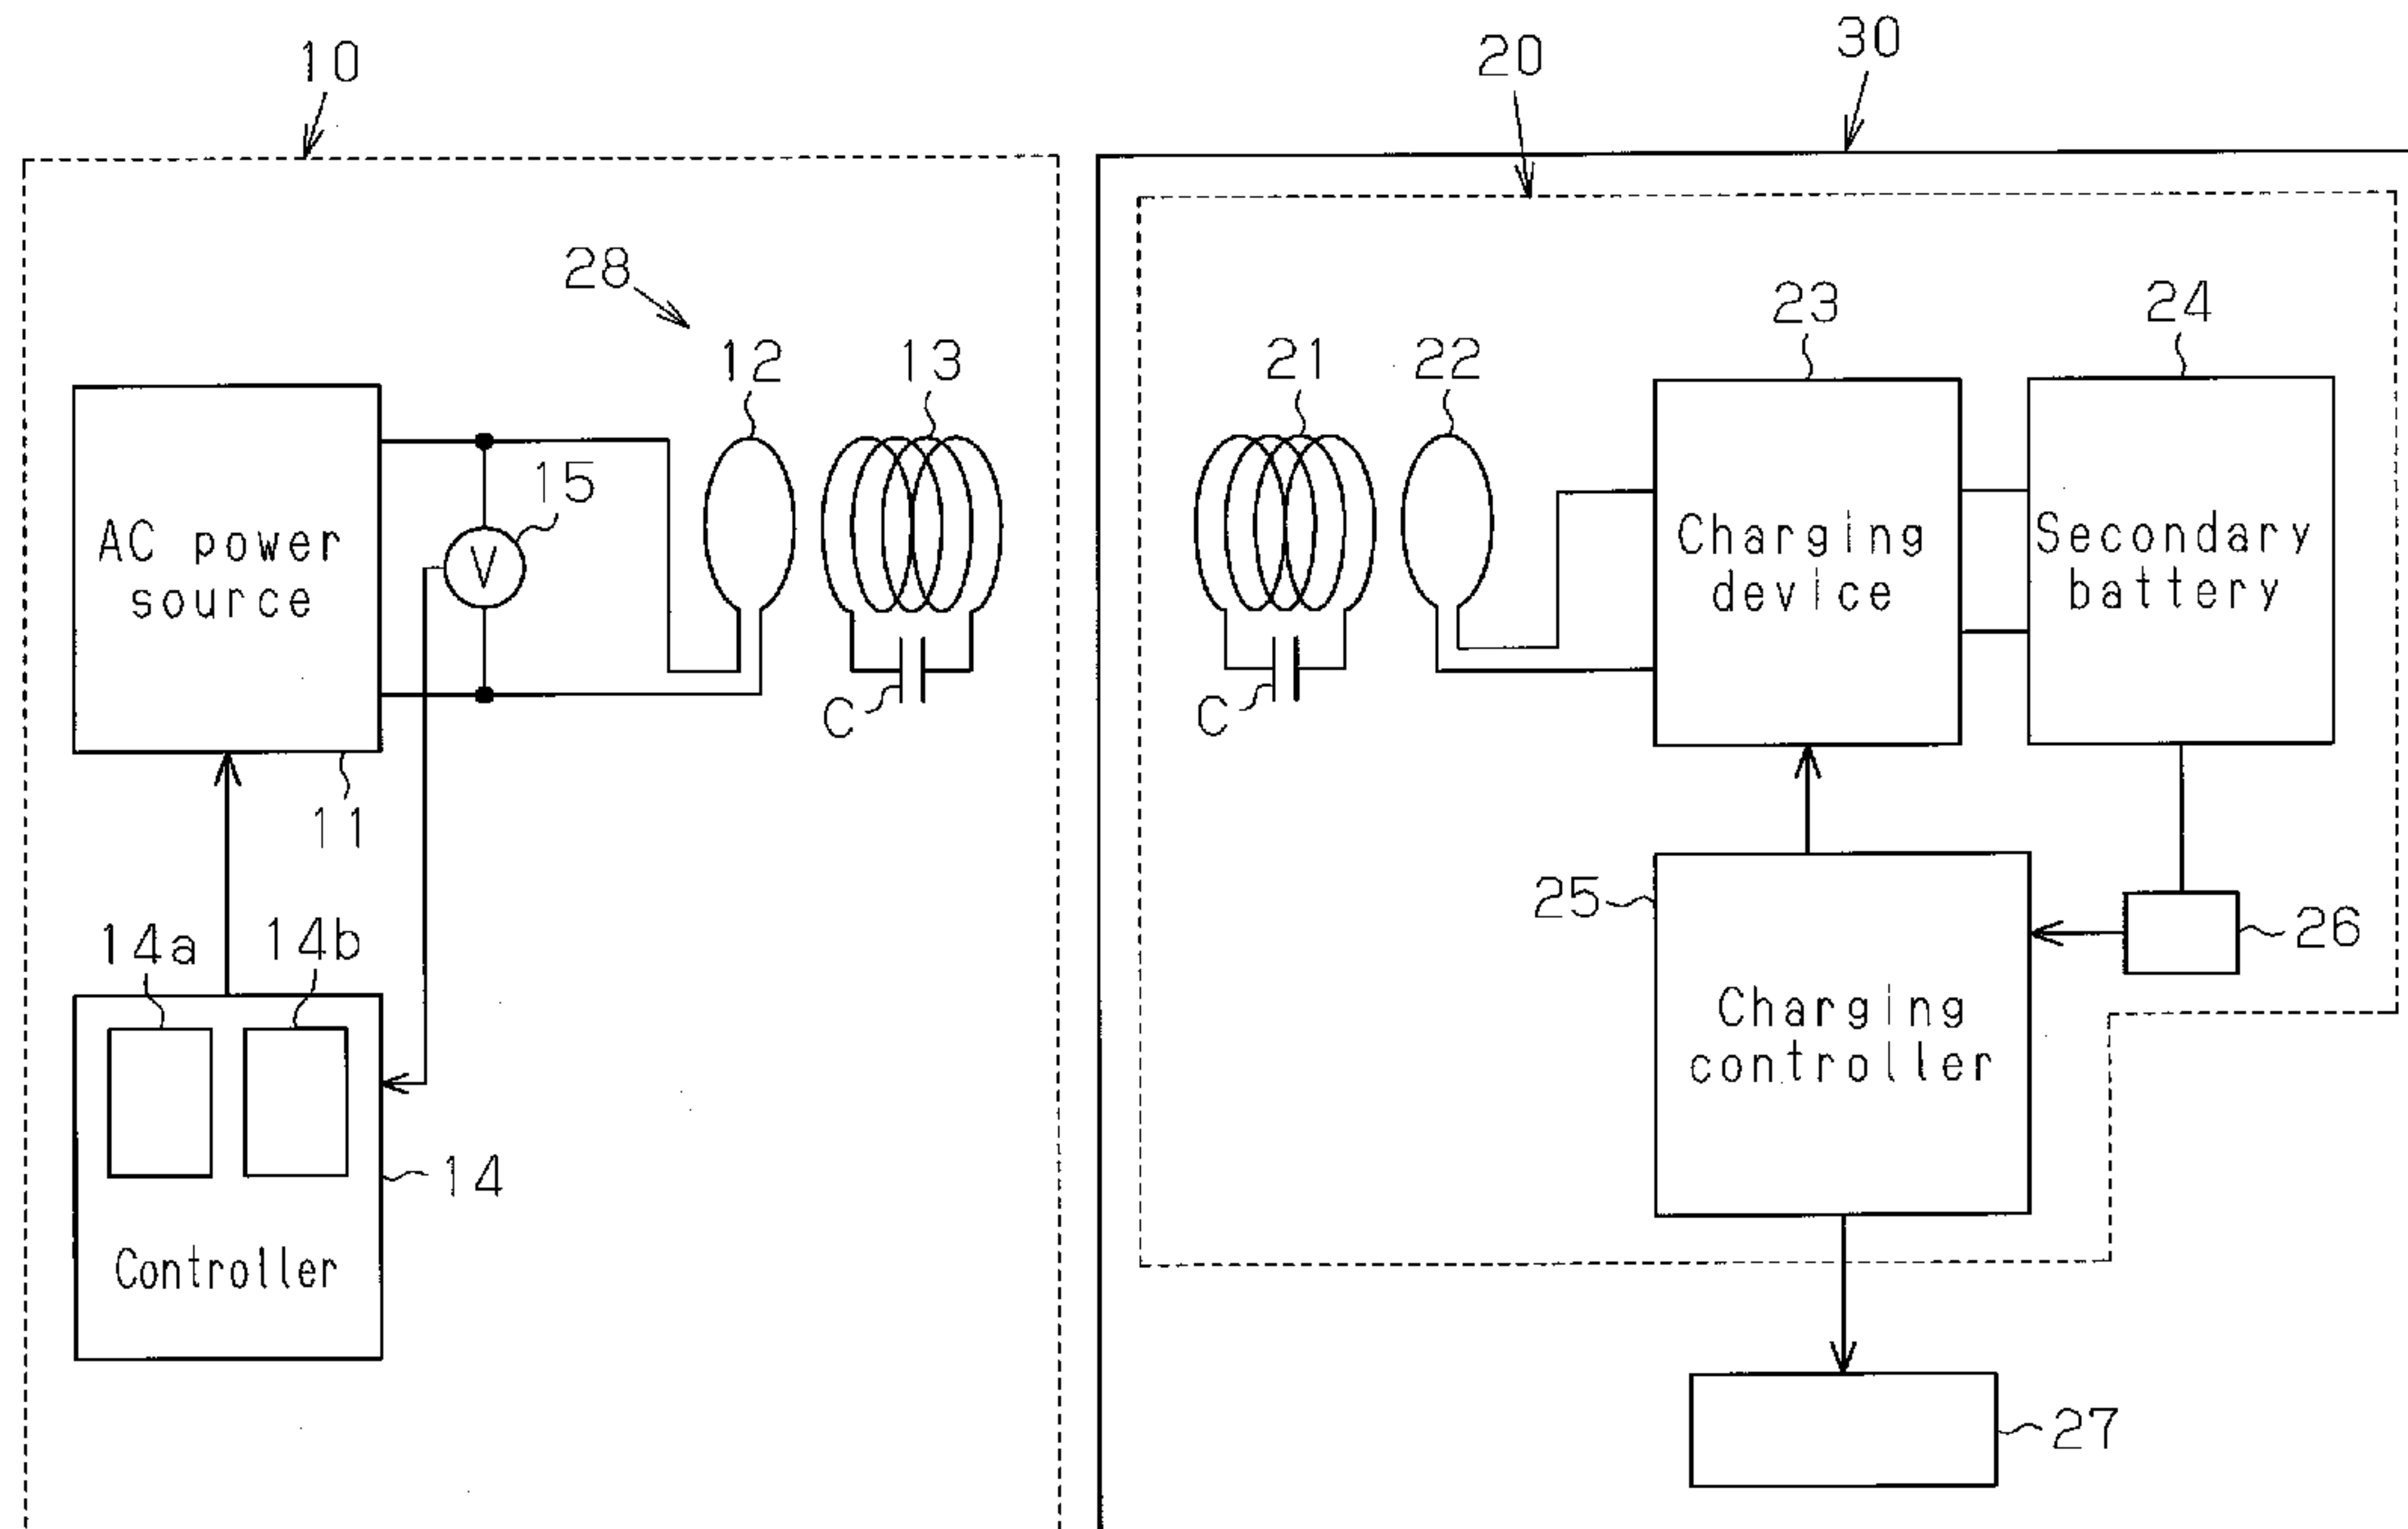 10
20
30
28
12
13
21
22
23
24
15
V
AC power
source
Charging
device
Secondary
battery
C
C
11
14a
14b
25
26
Charging
controller
14
Controller
27